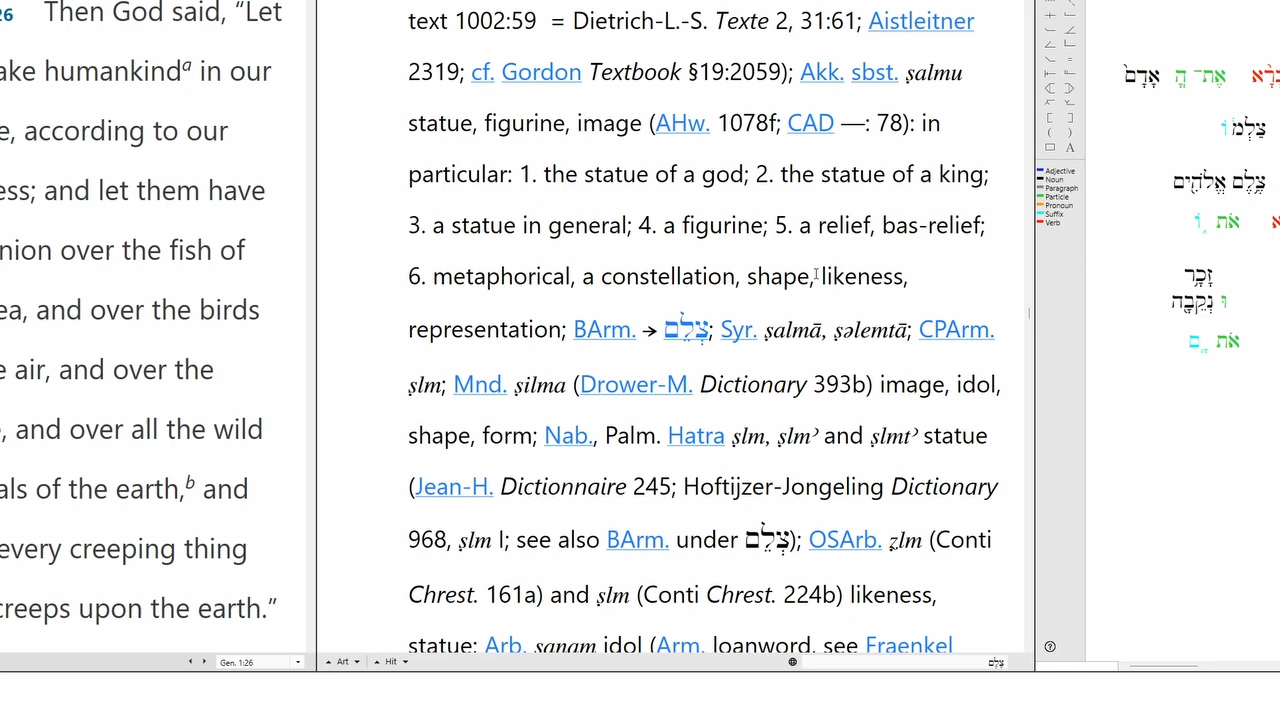 26 Then God said, “Let
ake humankindᵃ in our
e, according to our
ess; and let them have
nion over the fish of
ea, and over the birds
e air, and over the
, and over all the wild
als of the earth,ᵇ and
every creeping thing
creeps upon the earth.”
Gen. 1:26
text 1002:59 = Dietrich-L.-S. Texte 2, 31:61; Aistleitner
2319; cf. Gordon Textbook §19:2059); Akk. sbst. ṣalmu
statue, figurine, image (AHw. 1078f; CAD —: 78): in
particular: 1. the statue of a god; 2. the statue of a king;
3. a statue in general; 4. a figurine; 5. a relief, bas-relief;
6. metaphorical, a constellation, shape, likeness,
representation; BArm. → צְלֵם; Syr. ṣalmā, ṣəlemtā; CPArm.
ṣlm; Mnd. ṣilma (Drower-M. Dictionary 393b) image, idol,
shape, form; Nab., Palm. Hatra ṣlm, ṣlmʾ and ṣlmtʾ statue
(Jean-H. Dictionnaire 245; Hoftijzer-Jongeling Dictionary
968, ṣlm I; see also BArm. under צְלֵם); OSArb. ẓlm (Conti
Chrest. 161a) and ṣlm (Conti Chrest. 224b) likeness,
statue; Arb. ṣanam idol (Arm. loanword, see Fraenkel
Art Hit
צלם
Adjective
Noun
Paragraph
Particle
Pronoun
Suffix
Verb
אֶת־ הָ אָדָם֙
צַלְמ֔ וֹ
צֶ֥לֶם אֱלֹהִ֖ים
אֹת֑ וֹ
זָכָ֥ר
וּ נְקֵבָ֖ה
אֹתָֽ ם